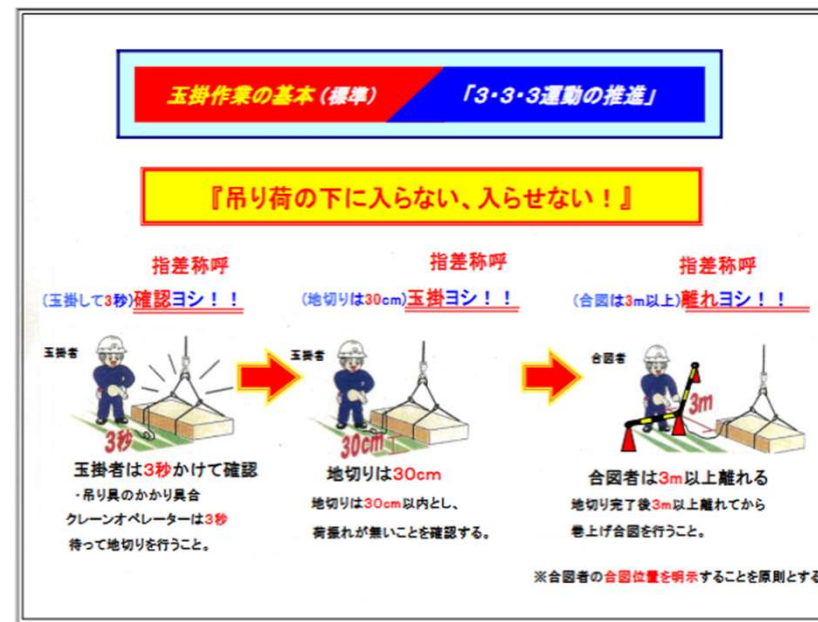 玉掛作業の基本(標準) 「3・3・3運動の推進」
『吊り荷の下に入らない、入らせない！』
指差称呼
(玉掛して3秒)確認ヨシ！！
玉掛者
3秒
玉掛者は3秒かけて確認
・吊り具のかかり具合
クレーンオペレーターは3秒
待って地切りを行うこと。
指差称呼
(地切りは30cm)玉掛ヨシ！！
玉掛者
30cm
地切りは30cm
地切りは30cm以内とし、
荷振れが無いことを確認する。
指差称呼
(合図は3m以上)離れヨシ！！
合図者
3m
合図者は3m以上離れる
地切り完了後3m以上離れてから
巻上げ合図を行うこと。
※合図者の合図位置を明示することを原則とする